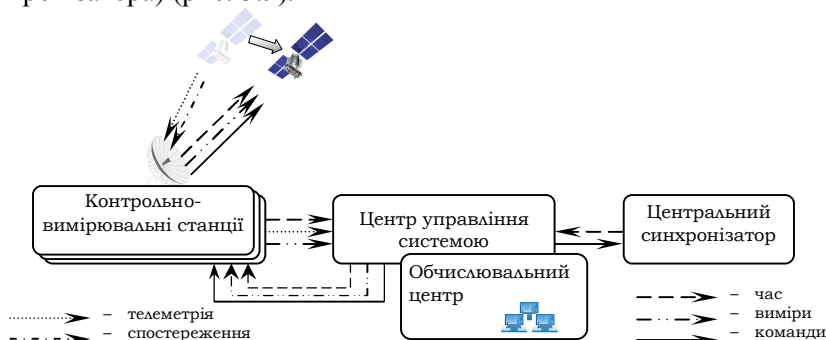 Контрольно-
вимірювальні станції
Центр управління
системою
Обчислювальний
центр
Центральний
синхронізатор
– телеметрія
– спостереження
– час
– виміри
– команди